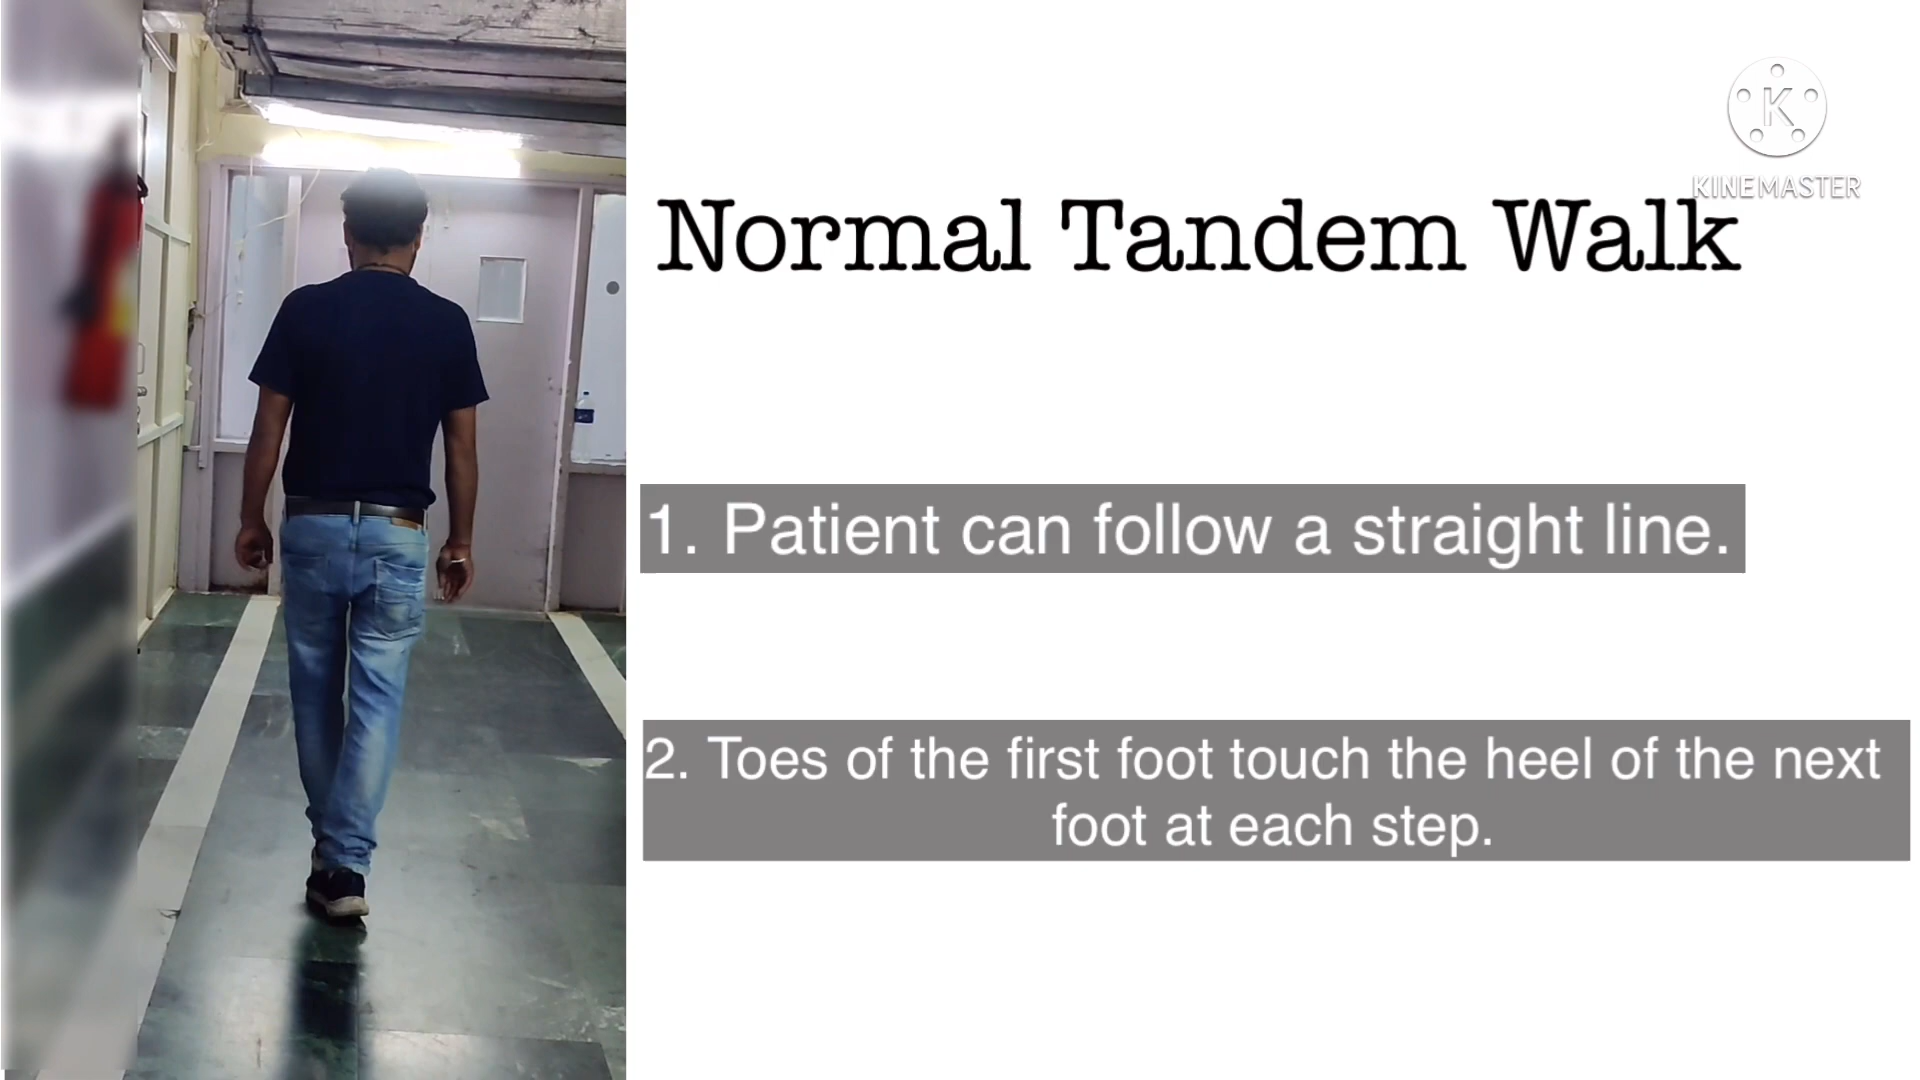 K
KINEMASTER
Normal Tandem Walk
1. Patient can follow a straight line.
2. Toes of the first foot touch the heel of the next
foot at each step.